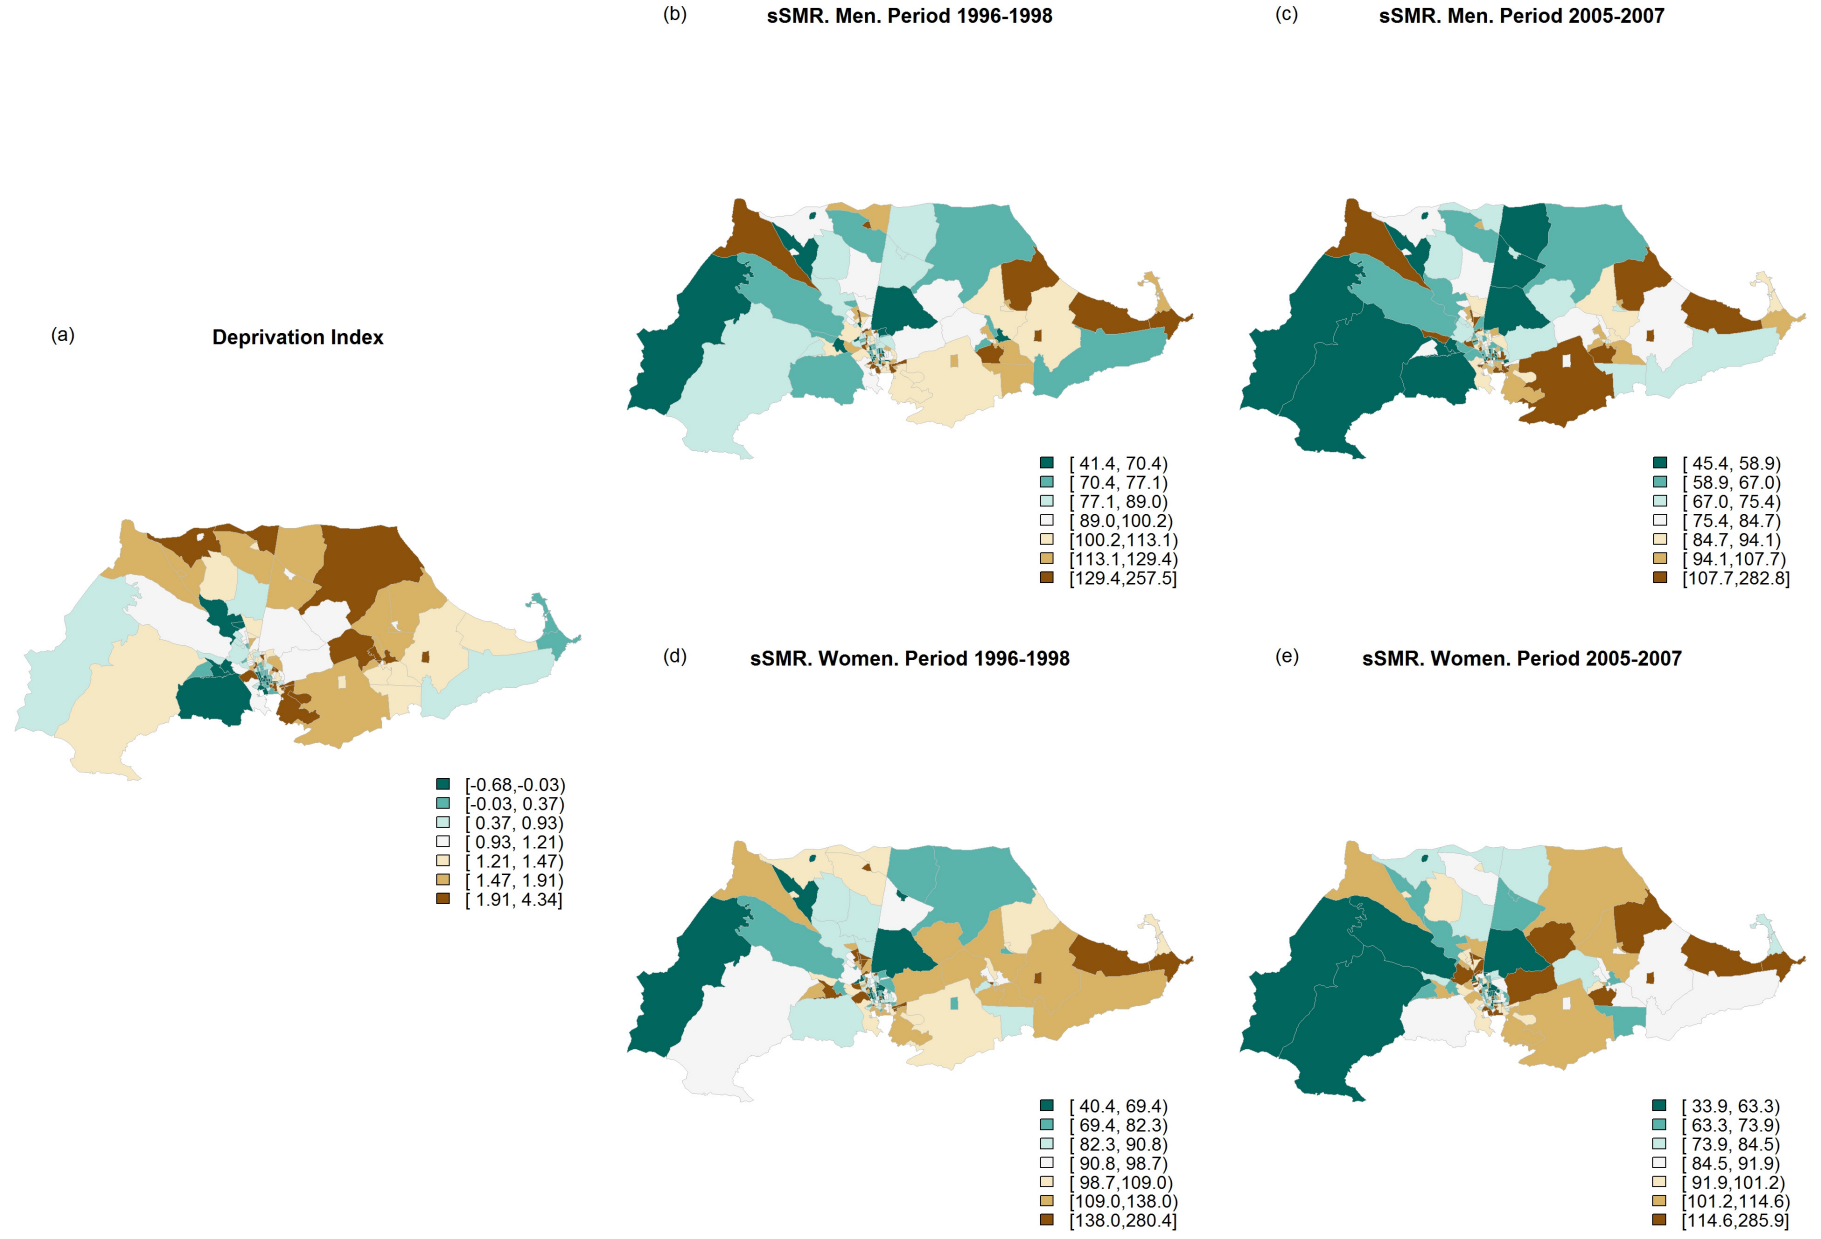 (a) Deprivation Index
[-0.68,-0.03)
[-0.03, 0.37)
[ 0.37, 0.93)
[ 0.93, 1.21)
[ 1.21, 1.47)
[ 1.47, 1.91)
[ 1.91, 4.34]
(b) sSMR. Men. Period 1996-1998
[ 41.4, 70.4)
[ 70.4, 77.1)
[ 77.1, 89.0)
[ 89.0,100.2)
[100.2,113.1)
[113.1,129.4)
[129.4,257.5]
(c) sSMR. Men. Period 2005-2007
[ 45.4, 58.9)
[ 58.9, 67.0)
[ 67.0, 75.4)
[ 75.4, 84.7)
[ 84.7, 94.1)
[ 94.1,107.7)
[107.7,282.8]
(d) sSMR. Women. Period 1996-1998
[ 40.4, 69.4)
[ 69.4, 82.3)
[ 82.3, 90.8)
[ 90.8, 98.7)
[ 98.7,109.0)
[109.0,138.0)
[138.0,280.4]
(e) sSMR. Women. Period 2005-2007
[ 33.9, 63.3)
[ 63.3, 73.9)
[ 73.9, 84.5)
[ 84.5, 91.9)
[ 91.9,101.2)
[101.2,114.6)
[114.6,285.9]